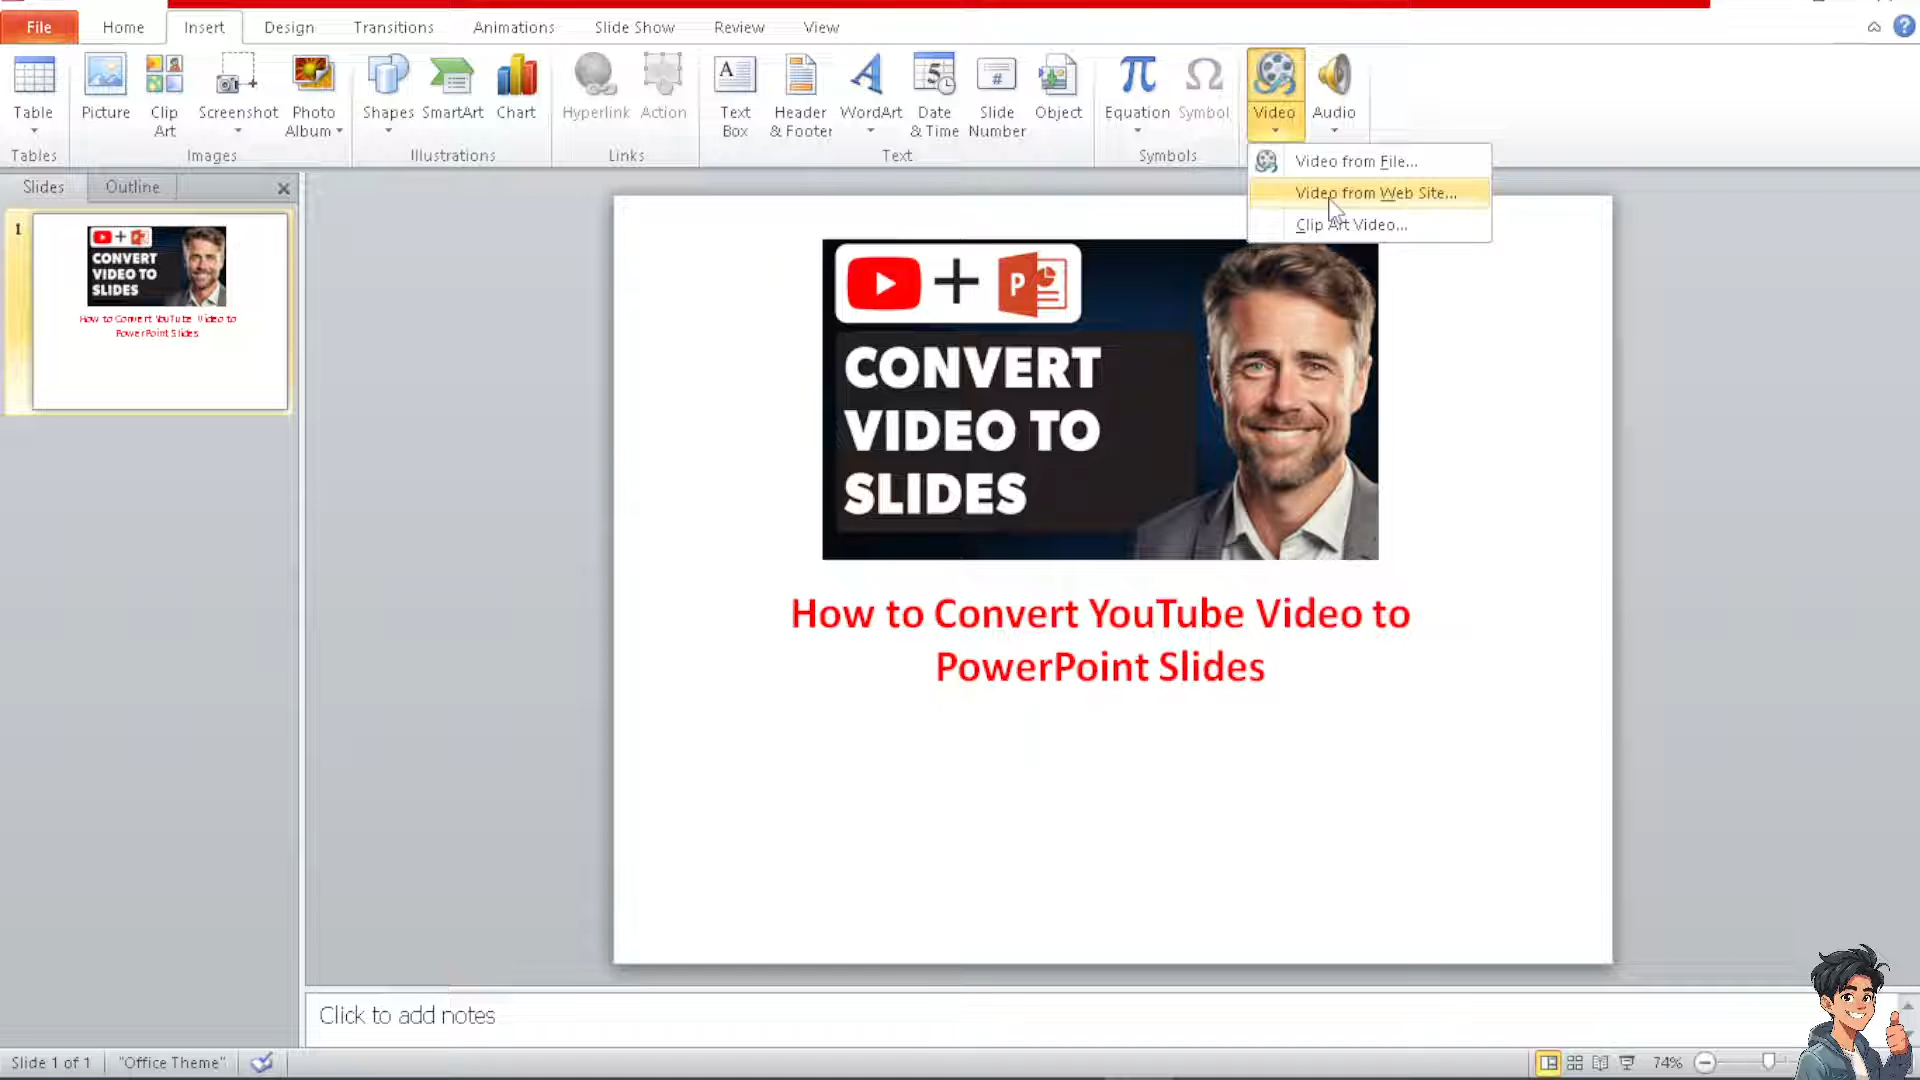 File Home Insert Design Transitions Animations Slide Show Review View
Table Picture Clip Art Screenshot Photo Album Shapes SmartArt Chart Hyperlink Action Text Box Header & Footer WordArt Date & Time Slide Number Object Equation Symbol Video Audio
Tables Images Illustrations Links Text Symbols
Video from File...
Video from Web Site...
Clip Art Video...
Slides Outline
1
CONVERT
VIDEO TO
SLIDES
How to Convert YouTube Video to
PowerPoint Slides
P
CONVERT
VIDEO TO
SLIDES
How to Convert YouTube Video to
PowerPoint Slides
Click to add notes
Slide 1 of 1 "Office Theme" 74%